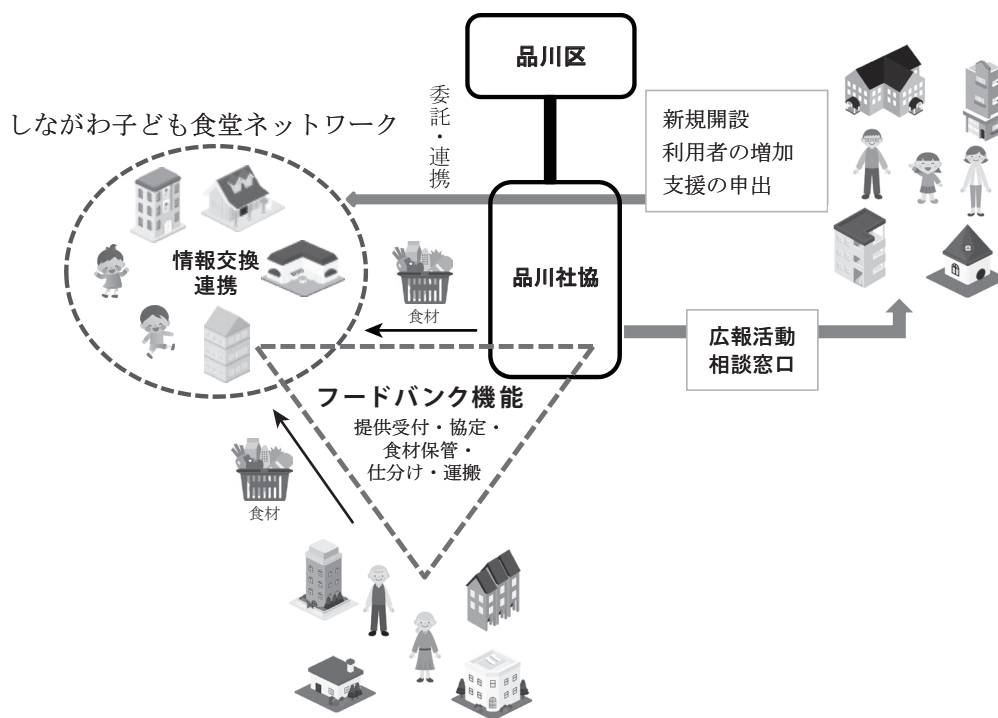 品川区
委託・連携
しながわ子ども食堂ネットワーク
新規開設
利用者の増加
支援の申出
情報交換
連携
品川社協
食材
広報活動
相談窓口
フードバンク機能
提供受付・協定・
食材保管・
仕分け・運搬
食材